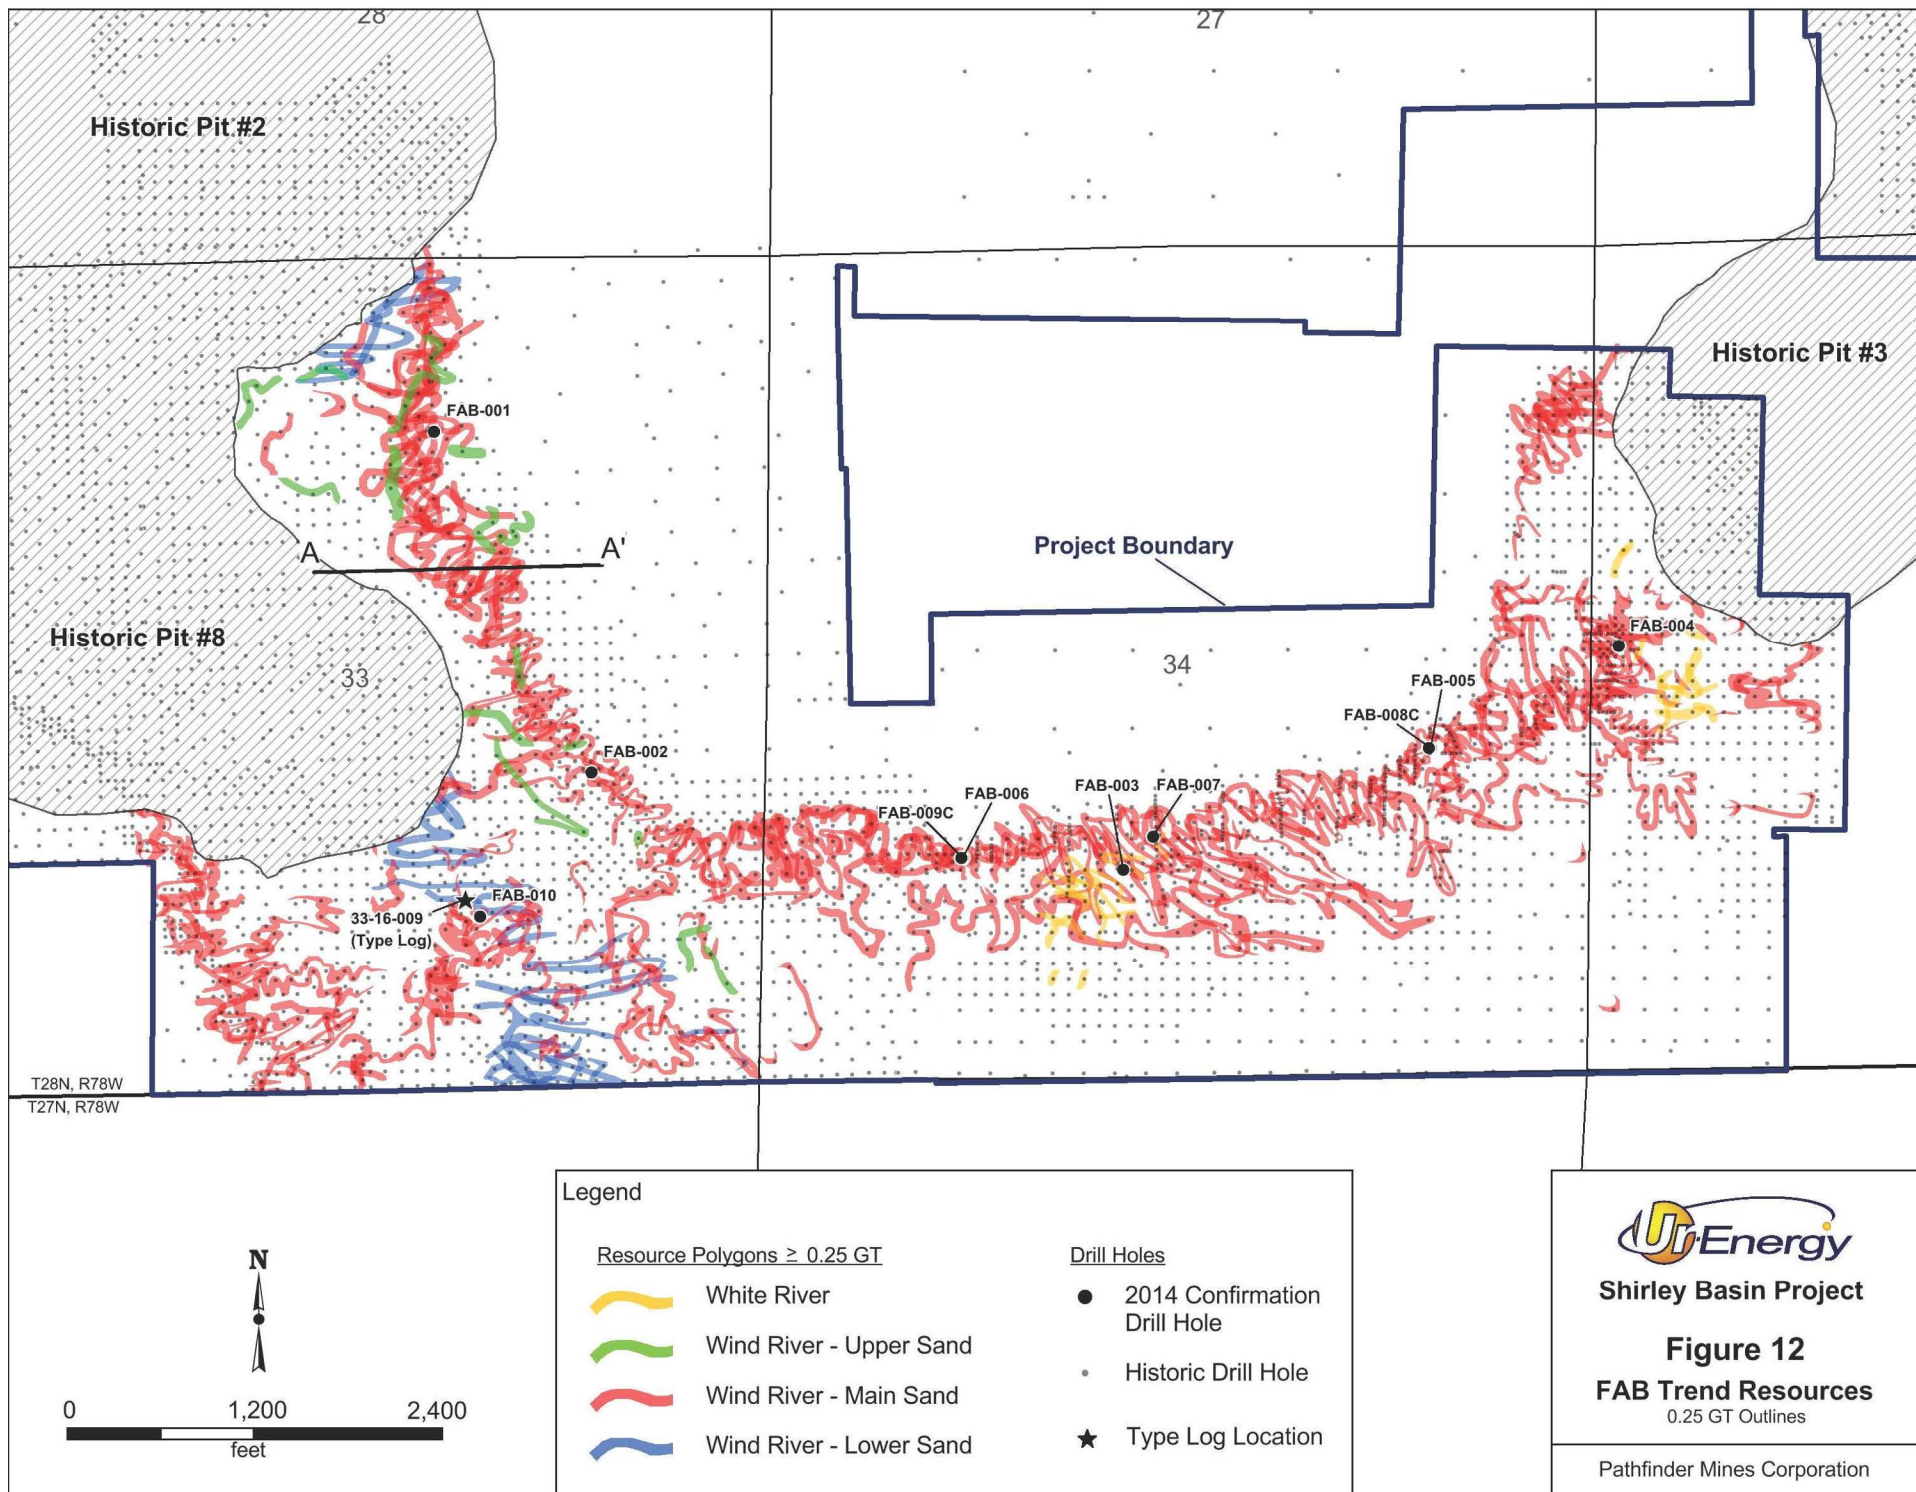 28
27
Historic Pit #2
Historic Pit #3
FAB-001
A
A'
Project Boundary
Historic Pit #8
33
34
FAB-004
FAB-005
FAB-008C
FAB-002
FAB-003
FAB-007
FAB-006
FAB-009C
FAB-010
33-16-009
(Type Log)
T28N, R78W
T27N, R78W
N
0
1,200
2,400
feet
Legend
Resource Polygons ≥ 0.25 GT
White River
Wind River - Upper Sand
Wind River - Main Sand
Wind River - Lower Sand
Drill Holes
2014 Confirmation
Drill Hole
Historic Drill Hole
Type Log Location
Ur-Energy
Shirley Basin Project
Figure 12
FAB Trend Resources
0.25 GT Outlines
Pathfinder Mines Corporation